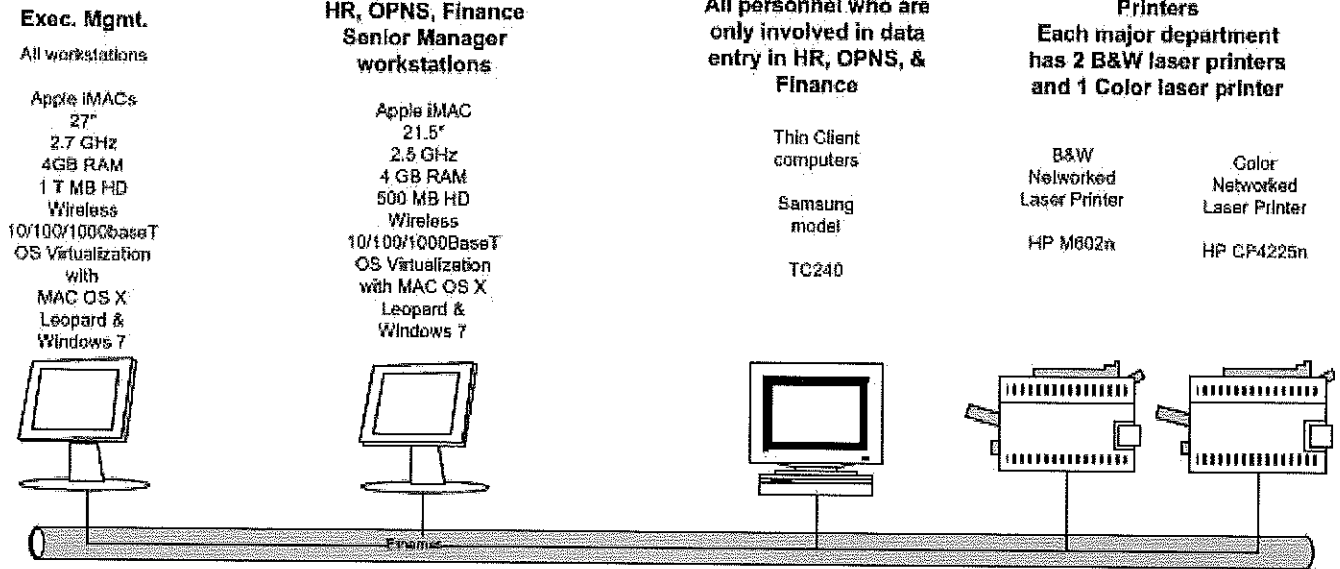 Exec. Mgmt.
All workstations
Apple iMACs
27"
2.7 GHz
4GB RAM
1 T MB HD
Wireless
10/100/1000baseT
OS Virtualization
with
MAC OS X
Leopard &
Windows 7
HR, OPNS, Finance
Senior Manager
workstations
Apple iMAC
21.5"
2.5 GHz
4 GB RAM
500 MB HD
Wireless
10/100/1000BaseT
OS Virtualization
with MAC OS X
Leopard &
Windows 7
All personnel who are
only involved in data
entry in HR, OPNS, &
Finance
Thin Client
computers
Samsung
model
TC240
Printers
Each major department
has 2 B&W laser printers
and 1 Color laser printer
B&W
Networked
Laser Printer
HP M602n
Color
Networked
Laser Printer
HP CP4225n
Ethernet